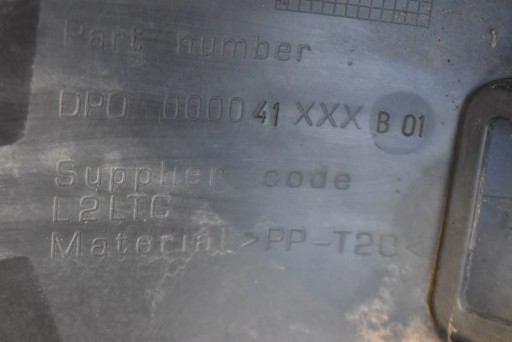 Part number :
DPO 000041 XXX B 01
Supplier code :
L2LTC
Material >PP-T20<